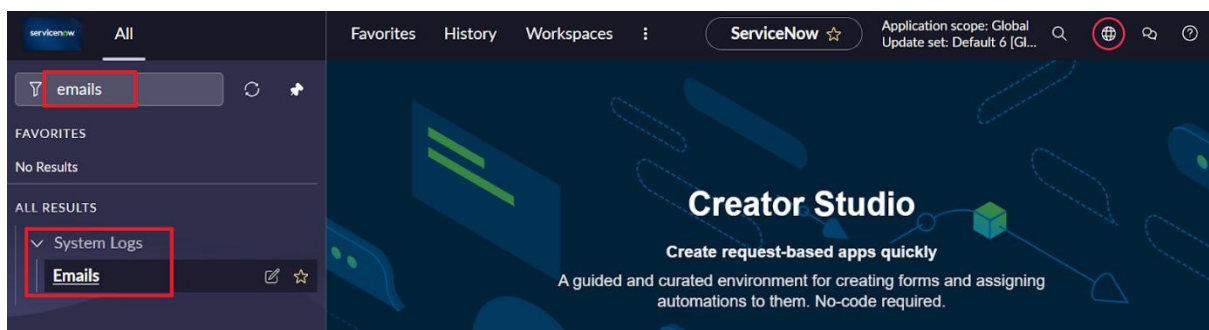 servicenow
All
Favorites
History
Workspaces
ServiceNow
Application scope: Global
Update set: Default 6 [Gl...
emails
FAVORITES
No Results
ALL RESULTS
System Logs
Emails
Creator Studio
Create request-based apps quickly
A guided and curated environment for creating forms and assigning
automations to them. No-code required.